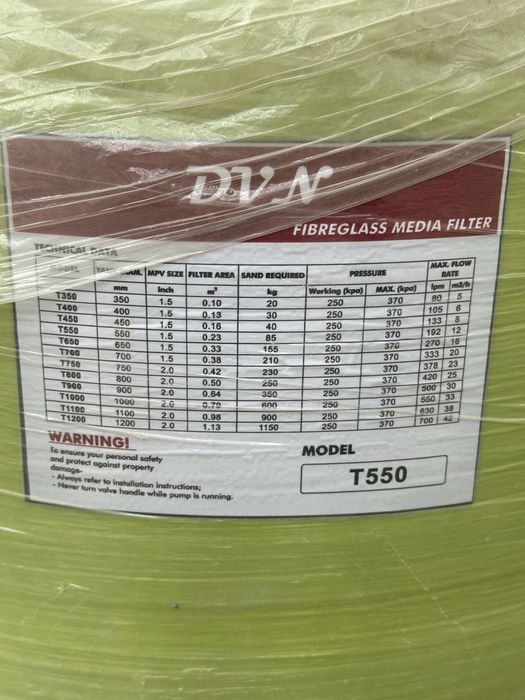 DVN
FIBREGLASS MEDIA FILTER
TECHNICAL DATA
MODEL TANK DIAM. MPV SIZE FILTER AREA SAND REQUIRED PRESSURE MAX. FLOW RATE
mm Inch m² kg Working (kpa) MAX. (kpa) lpm m3/h
T350 350 1.5 0.10 20 250 370 80 5
T400 400 1.5 0.13 30 250 370 105 6
T450 450 1.5 0.16 40 250 370 133 8
T550 550 1.5 0.23 85 250 370 192 12
T650 650 1.5 0.33 155 250 370 270 16
T700 700 1.5 0.38 210 250 370 333 20
T750 750 2.0 0.42 230 250 370 378 23
T800 800 2.0 0.50 250 250 370 420 25
T900 900 2.0 0.64 350 250 370 500 30
T1000 1000 2.0 0.79 600 250 370 550 33
T1100 1100 2.0 0.98 900 250 370 630 38
T1200 1200 2.0 1.13 1150 250 370 700 42
WARNING!
To ensure your personal safety
and protect against property
damage-
- Always refer to installation instructions;
- Never turn valve handle while pump is running.
MODEL
T550